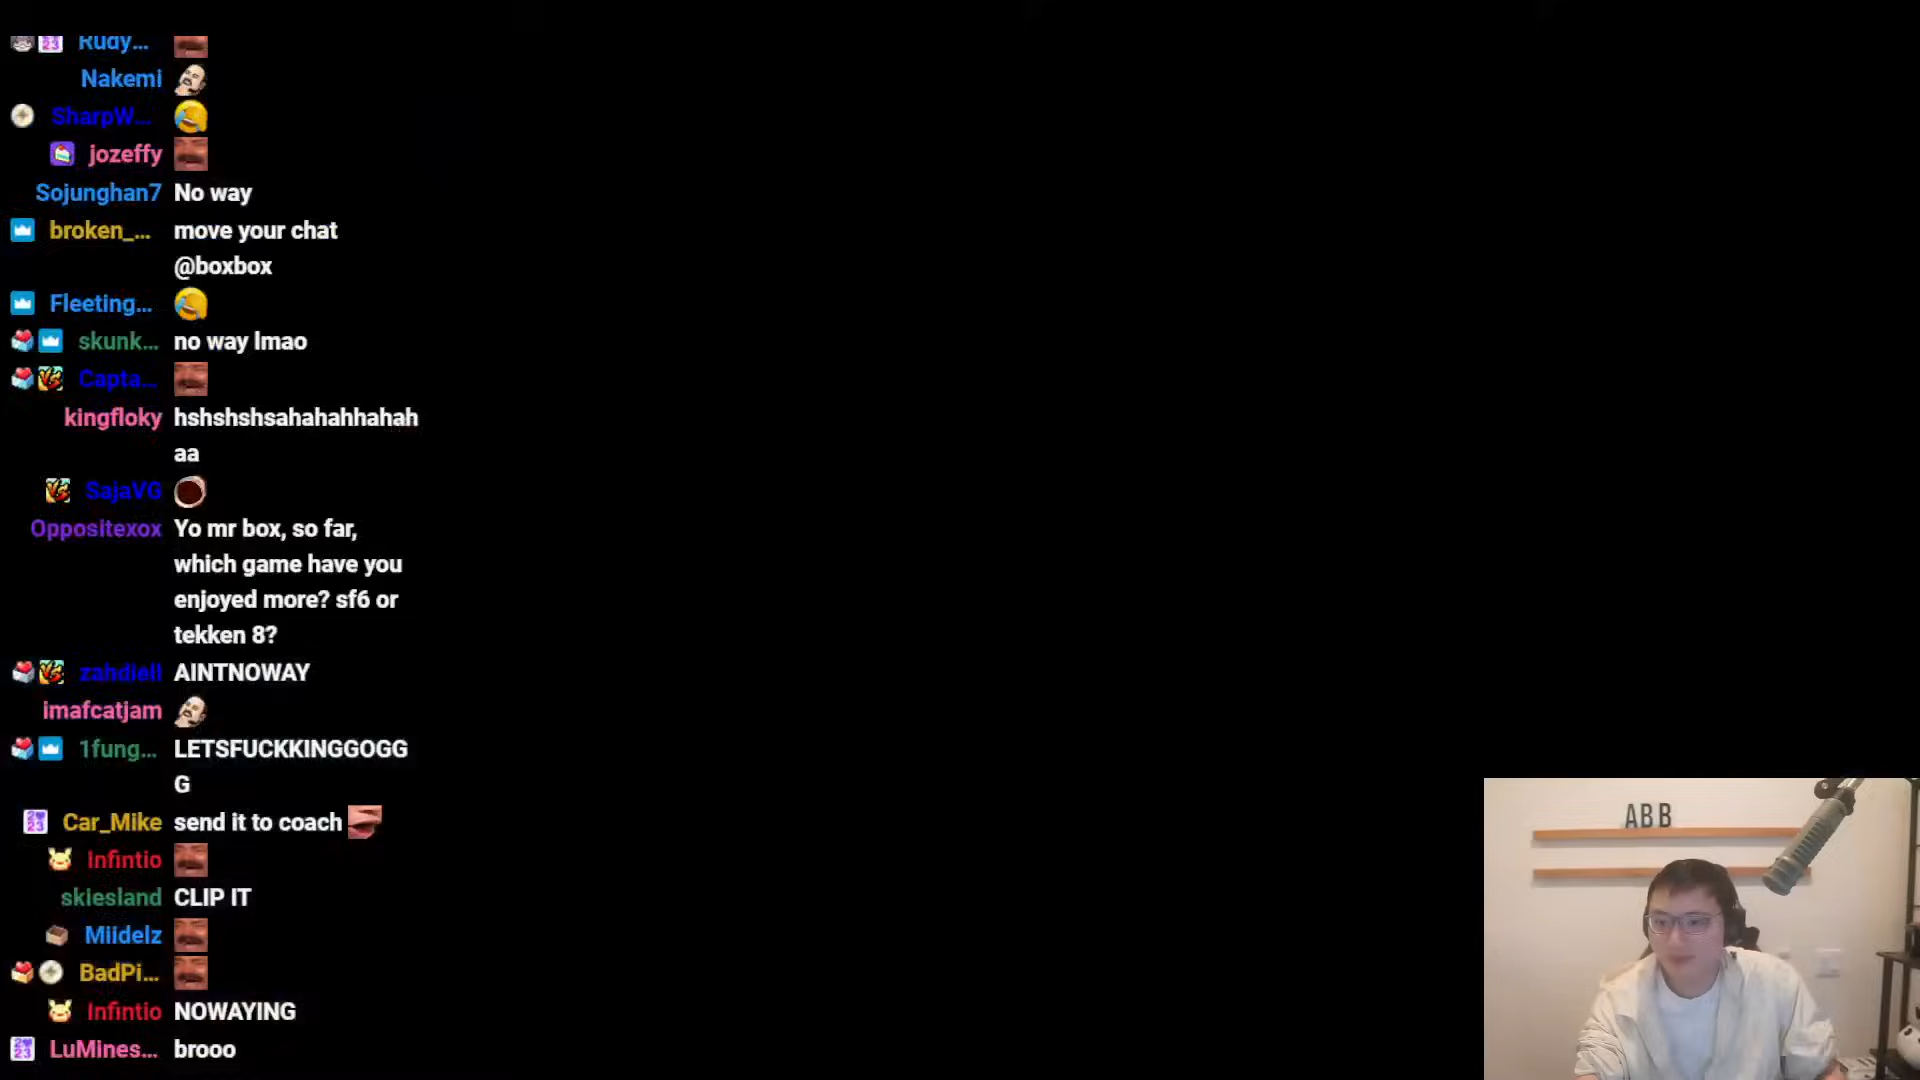 Rudy...
Nakemi
SharpW...
jozeffy
Sojunghan7 No way
broken_... move your chat
@boxbox
Fleeting...
skunk... no way lmao
Capta...
kingfloky hshshshsahahahhahah
aa
SajaVG
Oppositexox Yo mr box, so far,
which game have you
enjoyed more? sf6 or
tekken 8?
zahdiell AINTNOWAY
imafcatjam
1fung... LETSFUCKKINGGOGG
G
Car_Mike send it to coach
Infintio
skiesland CLIP IT
Miidelz
BadPi...
Infintio NOWAYING
LuMines... brooo
ABB